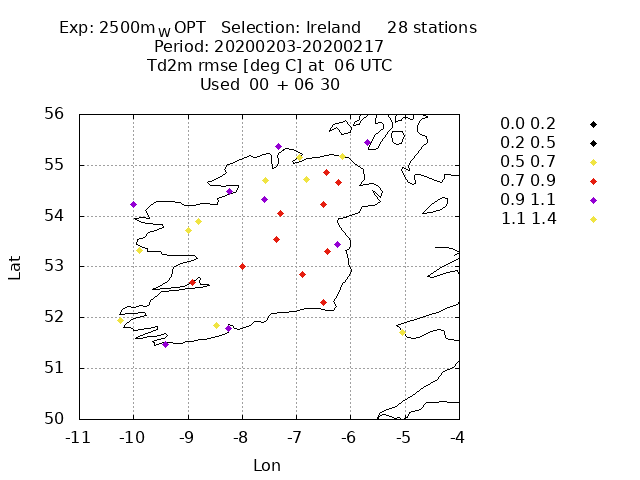 Exp: 2500m_W_OPT Selection: Ireland 28 stations
Period: 20200203-20200217
Td2m rmse [deg C] at 06 UTC
Used 00 + 06 30
0.0 0.2
0.2 0.5
0.5 0.7
0.7 0.9
0.9 1.1
1.1 1.4
56
55
54
53
52
51
50
Lat
-11 -10 -9 -8 -7 -6 -5 -4
Lon